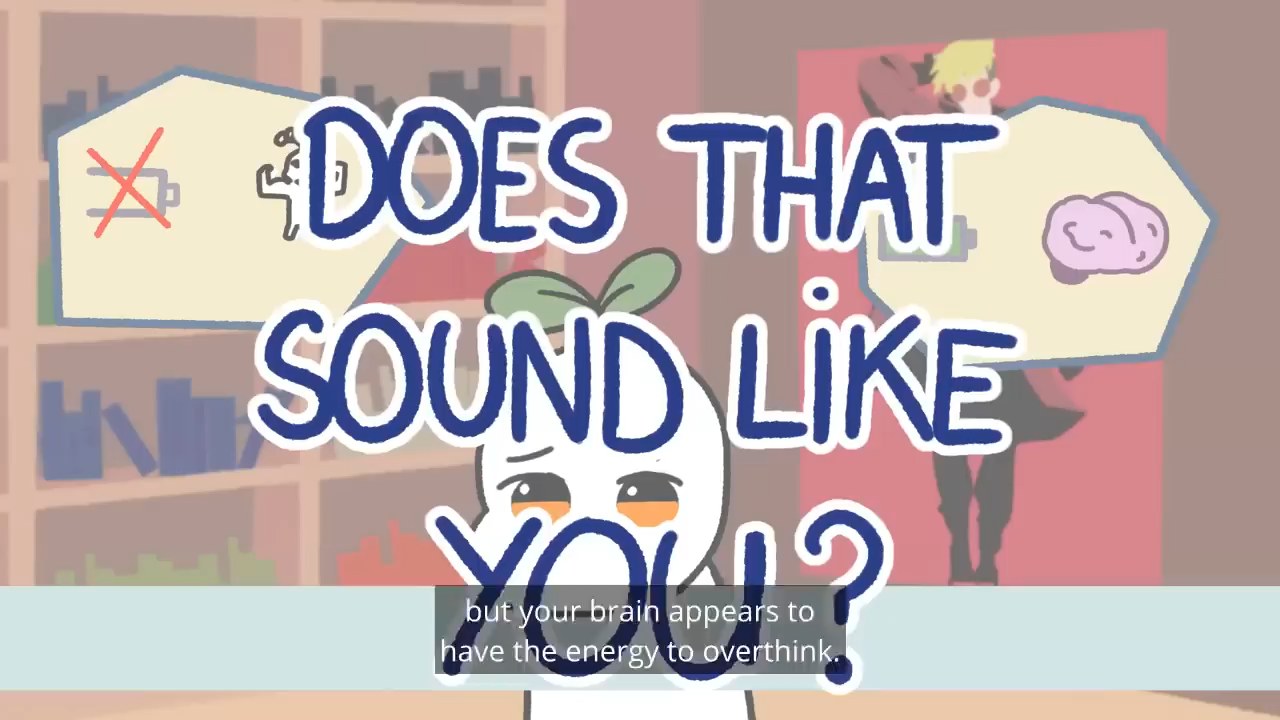 DOES THAT
SOUND LIKE
YOU?
but your brain appears to
have the energy to overthink.